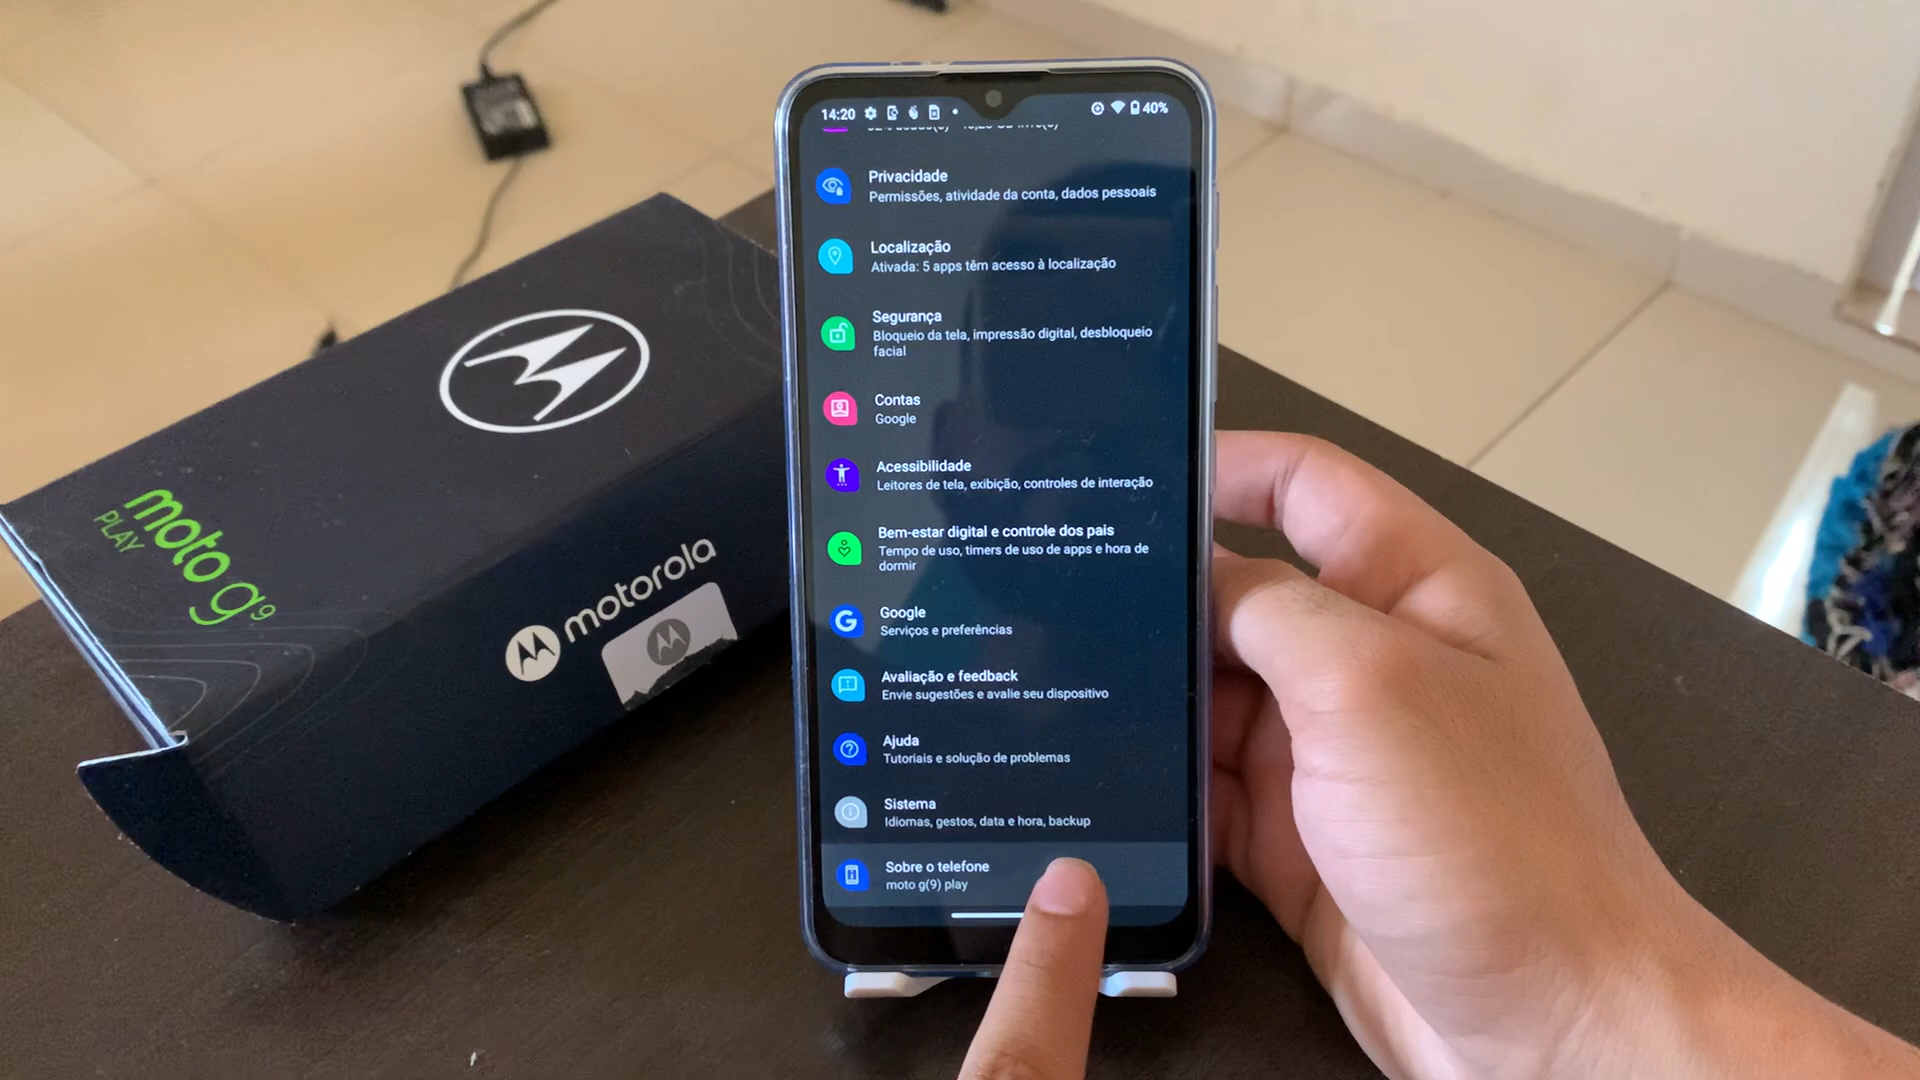 14:20
40%
Privacidade
Permissões, atividade da conta, dados pessoais
Localização
Ativada: 5 apps têm acesso à localização
Segurança
Bloqueio da tela, impressão digital, desbloqueio
facial
Contas
Google
Acessibilidade
Leitores de tela, exibição, controles de interação
Bem-estar digital e controle dos pais
Tempo de uso, timers de uso de apps e hora de
dormir
Google
Serviços e preferências
Avaliação e feedback
Envie sugestões e avalie seu dispositivo
Ajuda
Tutoriais e solução de problemas
Sistema
Idiomas, gestos, data e hora, backup
Sobre o telefone
moto g(9) play
moto g9
PLAY
motorola